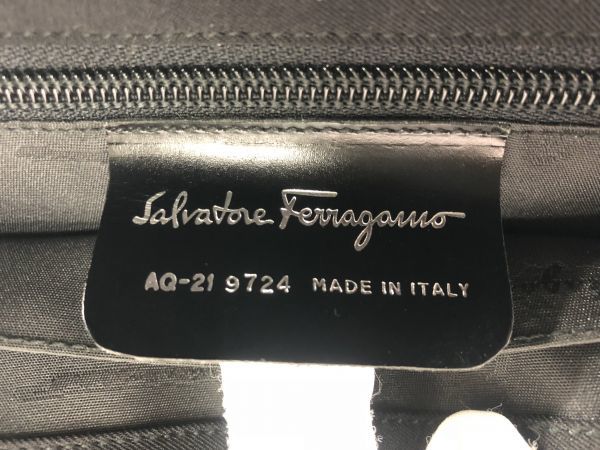 Salvatore Ferragamo
AQ-21 9724 MADE IN ITALY